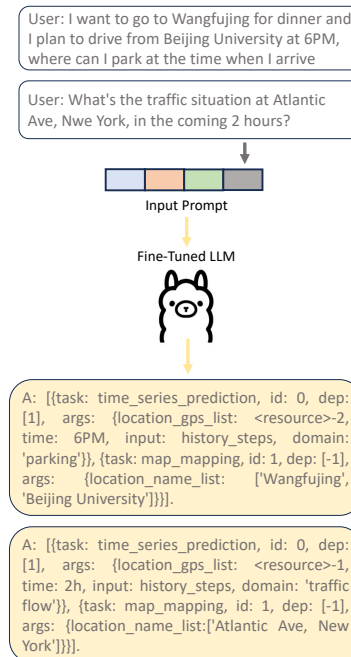 User: I want to go to Wangfujing for dinner and
I plan to drive from Beijing University at 6PM,
where can I park at the time when I arrive
User: What's the traffic situation at Atlantic
Ave, Nwe York, in the coming 2 hours?
Input Prompt
Fine-Tuned LLM
A: [{task: time_series_prediction, id: 0, dep:
[1], args: {location_gps_list: <resource>-2,
time: 6PM, input: history_steps, domain:
'parking'}}, {task: map_mapping, id: 1, dep: [-1],
args: {location_name_list: ['Wangfujing',
'Beijing University']}}].
A: [{task: time_series_prediction, id: 0, dep:
[1], args: {location_gps_list: <resource>-1,
time: 2h, input: history_steps, domain: 'traffic
flow'}}, {task: map_mapping, id: 1, dep: [-1],
args: {location_name_list:['Atlantic Ave, New
York']}}].